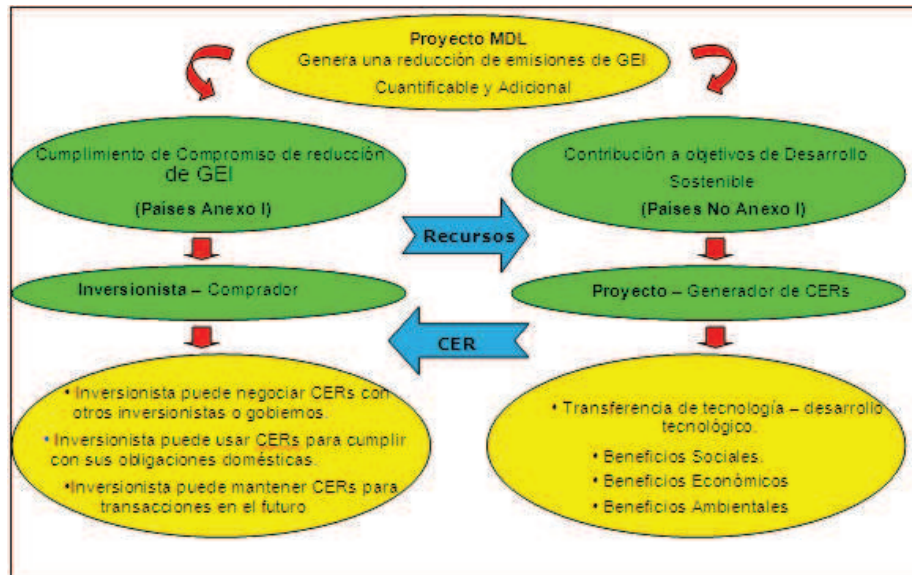 Proyecto MDL
Genera una reducción de emisiones de GEI
Cuantificable y Adicional
Cumplimiento de Compromiso de reducción
de GEI
(Países Anexo I)
Contribución a objetivos de Desarrollo
Sostenible
(Países No Anexo I)
Recursos
Inversionista – Comprador
Proyecto – Generador de CERs
CER
• Inversionista puede negociar CERs con
otros inversionistas o gobiernos.
• Inversionista puede usar CERs para cumplir
con sus obligaciones domésticas.
• Inversionista puede mantener CERs para
transacciones en el futuro
• Transferencia de tecnología – desarrollo
tecnológico.
• Beneficios Sociales.
• Beneficios Económicos
• Beneficios Ambientales